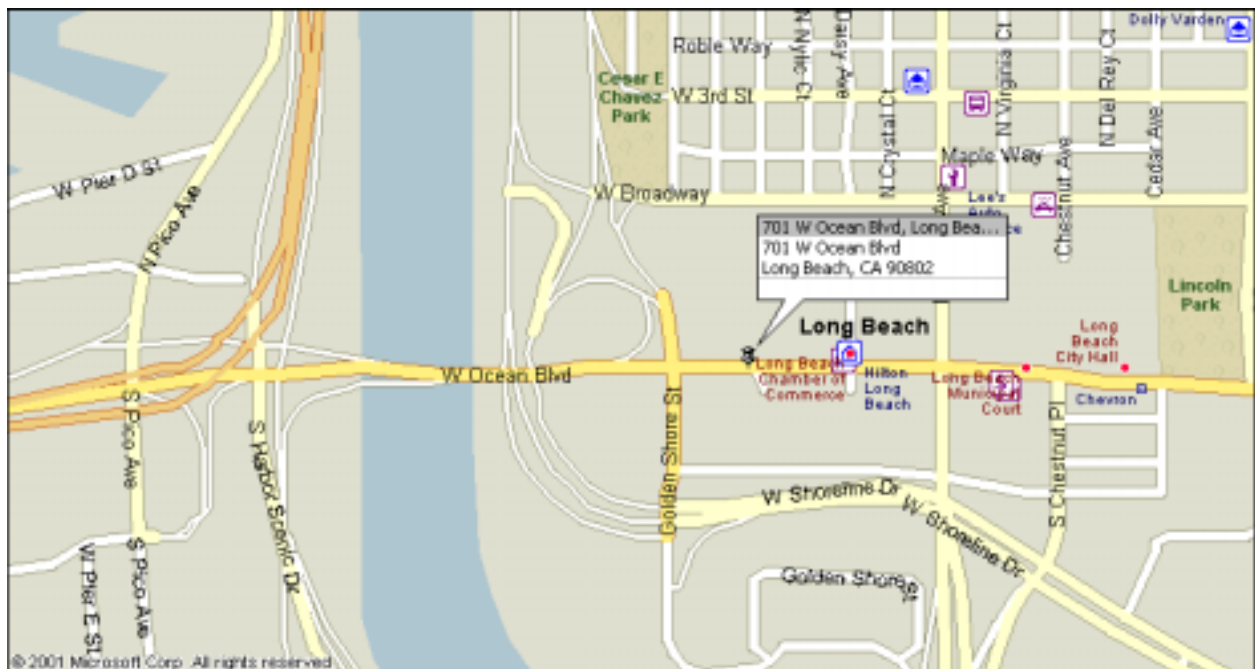 Dolly Varden
Roble Way
N Nylic Ct
Daisy Ave
N Virginia Ct
N Del Rey Ct
Cesar E
Chavez
Park
W 3rd St
N Crystal Ct
Maple Way
Chestnut Ave
Cedar Ave
W Pier D St
N Pico Ave
W Broadway
Ave
Lee's
Auto
701 W Ocean Blvd, Long Bea...
701 W Ocean Blvd
Long Beach, CA 90802
Lincoln
Park
Long Beach
Long
Beach
City Hall
W Ocean Blvd
Long Beach
Chamber of
Commerce
Hilton
Long
Beach
Long Beach
Municipal
Court
Chevron
S Pico Ave
S Harbor Scenic Dr
Golden Shore St
S Chestnut Pl
W Shoreline Dr
W Shoreline Dr
W Pier E St
S Pico Ave
Golden Shore St
© 2001 Microsoft Corp. All rights reserved